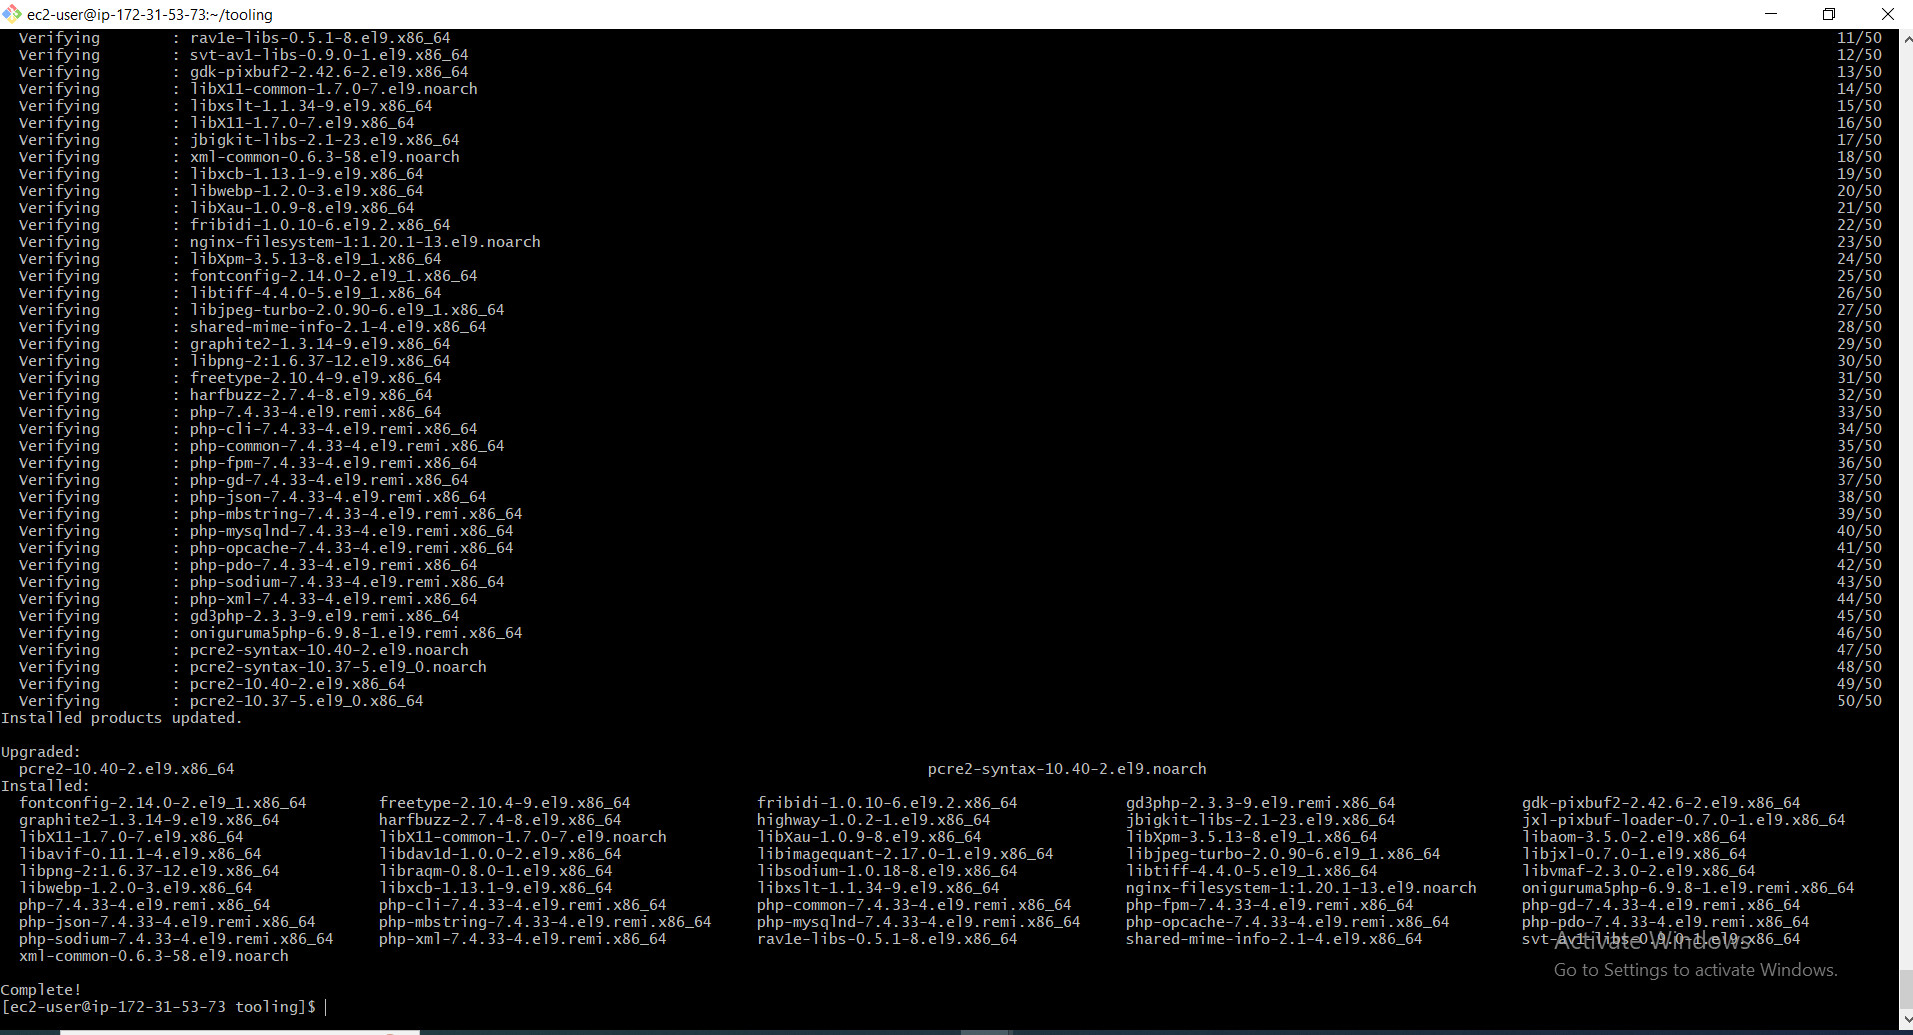 ec2-user@ip-172-31-53-73:~/tooling
Verifying : rav1e-libs-0.5.1-8.el9.x86_64 11/50
Verifying : svt-av1-libs-0.9.0-1.el9.x86_64 12/50
Verifying : gdk-pixbuf2-2.42.6-2.el9.x86_64 13/50
Verifying : libX11-common-1.7.0-7.el9.noarch 14/50
Verifying : libxslt-1.1.34-9.el9.x86_64 15/50
Verifying : libX11-1.7.0-7.el9.x86_64 16/50
Verifying : jbigkit-libs-2.1-23.el9.x86_64 17/50
Verifying : xml-common-0.6.3-58.el9.noarch 18/50
Verifying : libxcb-1.13.1-9.el9.x86_64 19/50
Verifying : libwebp-1.2.0-3.el9.x86_64 20/50
Verifying : libXau-1.0.9-8.el9.x86_64 21/50
Verifying : fribidi-1.0.10-6.el9.2.x86_64 22/50
Verifying : nginx-filesystem-1:1.20.1-13.el9.noarch 23/50
Verifying : libXpm-3.5.13-8.el9_1.x86_64 24/50
Verifying : fontconfig-2.14.0-2.el9_1.x86_64 25/50
Verifying : libtiff-4.4.0-5.el9_1.x86_64 26/50
Verifying : libjpeg-turbo-2.0.90-6.el9_1.x86_64 27/50
Verifying : shared-mime-info-2.1-4.el9.x86_64 28/50
Verifying : graphite2-1.3.14-9.el9.x86_64 29/50
Verifying : libpng-2:1.6.37-12.el9.x86_64 30/50
Verifying : freetype-2.10.4-9.el9.x86_64 31/50
Verifying : harfbuzz-2.7.4-8.el9.x86_64 32/50
Verifying : php-7.4.33-4.el9.remi.x86_64 33/50
Verifying : php-cli-7.4.33-4.el9.remi.x86_64 34/50
Verifying : php-common-7.4.33-4.el9.remi.x86_64 35/50
Verifying : php-fpm-7.4.33-4.el9.remi.x86_64 36/50
Verifying : php-gd-7.4.33-4.el9.remi.x86_64 37/50
Verifying : php-json-7.4.33-4.el9.remi.x86_64 38/50
Verifying : php-mbstring-7.4.33-4.el9.remi.x86_64 39/50
Verifying : php-mysqlnd-7.4.33-4.el9.remi.x86_64 40/50
Verifying : php-opcache-7.4.33-4.el9.remi.x86_64 41/50
Verifying : php-pdo-7.4.33-4.el9.remi.x86_64 42/50
Verifying : php-sodium-7.4.33-4.el9.remi.x86_64 43/50
Verifying : php-xml-7.4.33-4.el9.remi.x86_64 44/50
Verifying : gd3php-2.3.3-9.el9.remi.x86_64 45/50
Verifying : oniguruma5php-6.9.8-1.el9.remi.x86_64 46/50
Verifying : pcre2-syntax-10.40-2.el9.noarch 47/50
Verifying : pcre2-syntax-10.37-5.el9_0.noarch 48/50
Verifying : pcre2-10.40-2.el9.x86_64 49/50
Verifying : pcre2-10.37-5.el9_0.x86_64 50/50
Installed products updated.
Upgraded:
pcre2-10.40-2.el9.x86_64 pcre2-syntax-10.40-2.el9.noarch
Installed:
fontconfig-2.14.0-2.el9_1.x86_64 freetype-2.10.4-9.el9.x86_64 fribidi-1.0.10-6.el9.2.x86_64 gd3php-2.3.3-9.el9.remi.x86_64 gdk-pixbuf2-2.42.6-2.el9.x86_64
graphite2-1.3.14-9.el9.x86_64 harfbuzz-2.7.4-8.el9.x86_64 highway-1.0.2-1.el9.x86_64 jbigkit-libs-2.1-23.el9.x86_64 jxl-pixbuf-loader-0.7.0-1.el9.x86_64
libX11-1.7.0-7.el9.x86_64 libX11-common-1.7.0-7.el9.noarch libXau-1.0.9-8.el9.x86_64 libXpm-3.5.13-8.el9_1.x86_64 libaom-3.5.0-2.el9.x86_64
libavif-0.11.1-4.el9.x86_64 libdav1d-1.0.0-2.el9.x86_64 libimagequant-2.17.0-1.el9.x86_64 libjpeg-turbo-2.0.90-6.el9_1.x86_64 libjxl-0.7.0-1.el9.x86_64
libpng-2:1.6.37-12.el9.x86_64 libraqm-0.8.0-1.el9.x86_64 libsodium-1.0.18-8.el9.x86_64 libtiff-4.4.0-5.el9_1.x86_64 libvmaf-2.3.0-2.el9.x86_64
libwebp-1.2.0-3.el9.x86_64 libxcb-1.13.1-9.el9.x86_64 libxslt-1.1.34-9.el9.x86_64 nginx-filesystem-1:1.20.1-13.el9.noarch oniguruma5php-6.9.8-1.el9.remi.x86_64
php-7.4.33-4.el9.remi.x86_64 php-cli-7.4.33-4.el9.remi.x86_64 php-common-7.4.33-4.el9.remi.x86_64 php-fpm-7.4.33-4.el9.remi.x86_64 php-gd-7.4.33-4.el9.remi.x86_64
php-json-7.4.33-4.el9.remi.x86_64 php-mbstring-7.4.33-4.el9.remi.x86_64 php-mysqlnd-7.4.33-4.el9.remi.x86_64 php-opcache-7.4.33-4.el9.remi.x86_64 php-pdo-7.4.33-4.el9.remi.x86_64
php-sodium-7.4.33-4.el9.remi.x86_64 php-xml-7.4.33-4.el9.remi.x86_64 rav1e-libs-0.5.1-8.el9.x86_64 shared-mime-info-2.1-4.el9.x86_64 svt-av1-libs-0.9.0-1.el9.x86_64
xml-common-0.6.3-58.el9.noarch
Activate Windows
Go to Settings to activate Windows.
Complete!
[ec2-user@ip-172-31-53-73 tooling]$